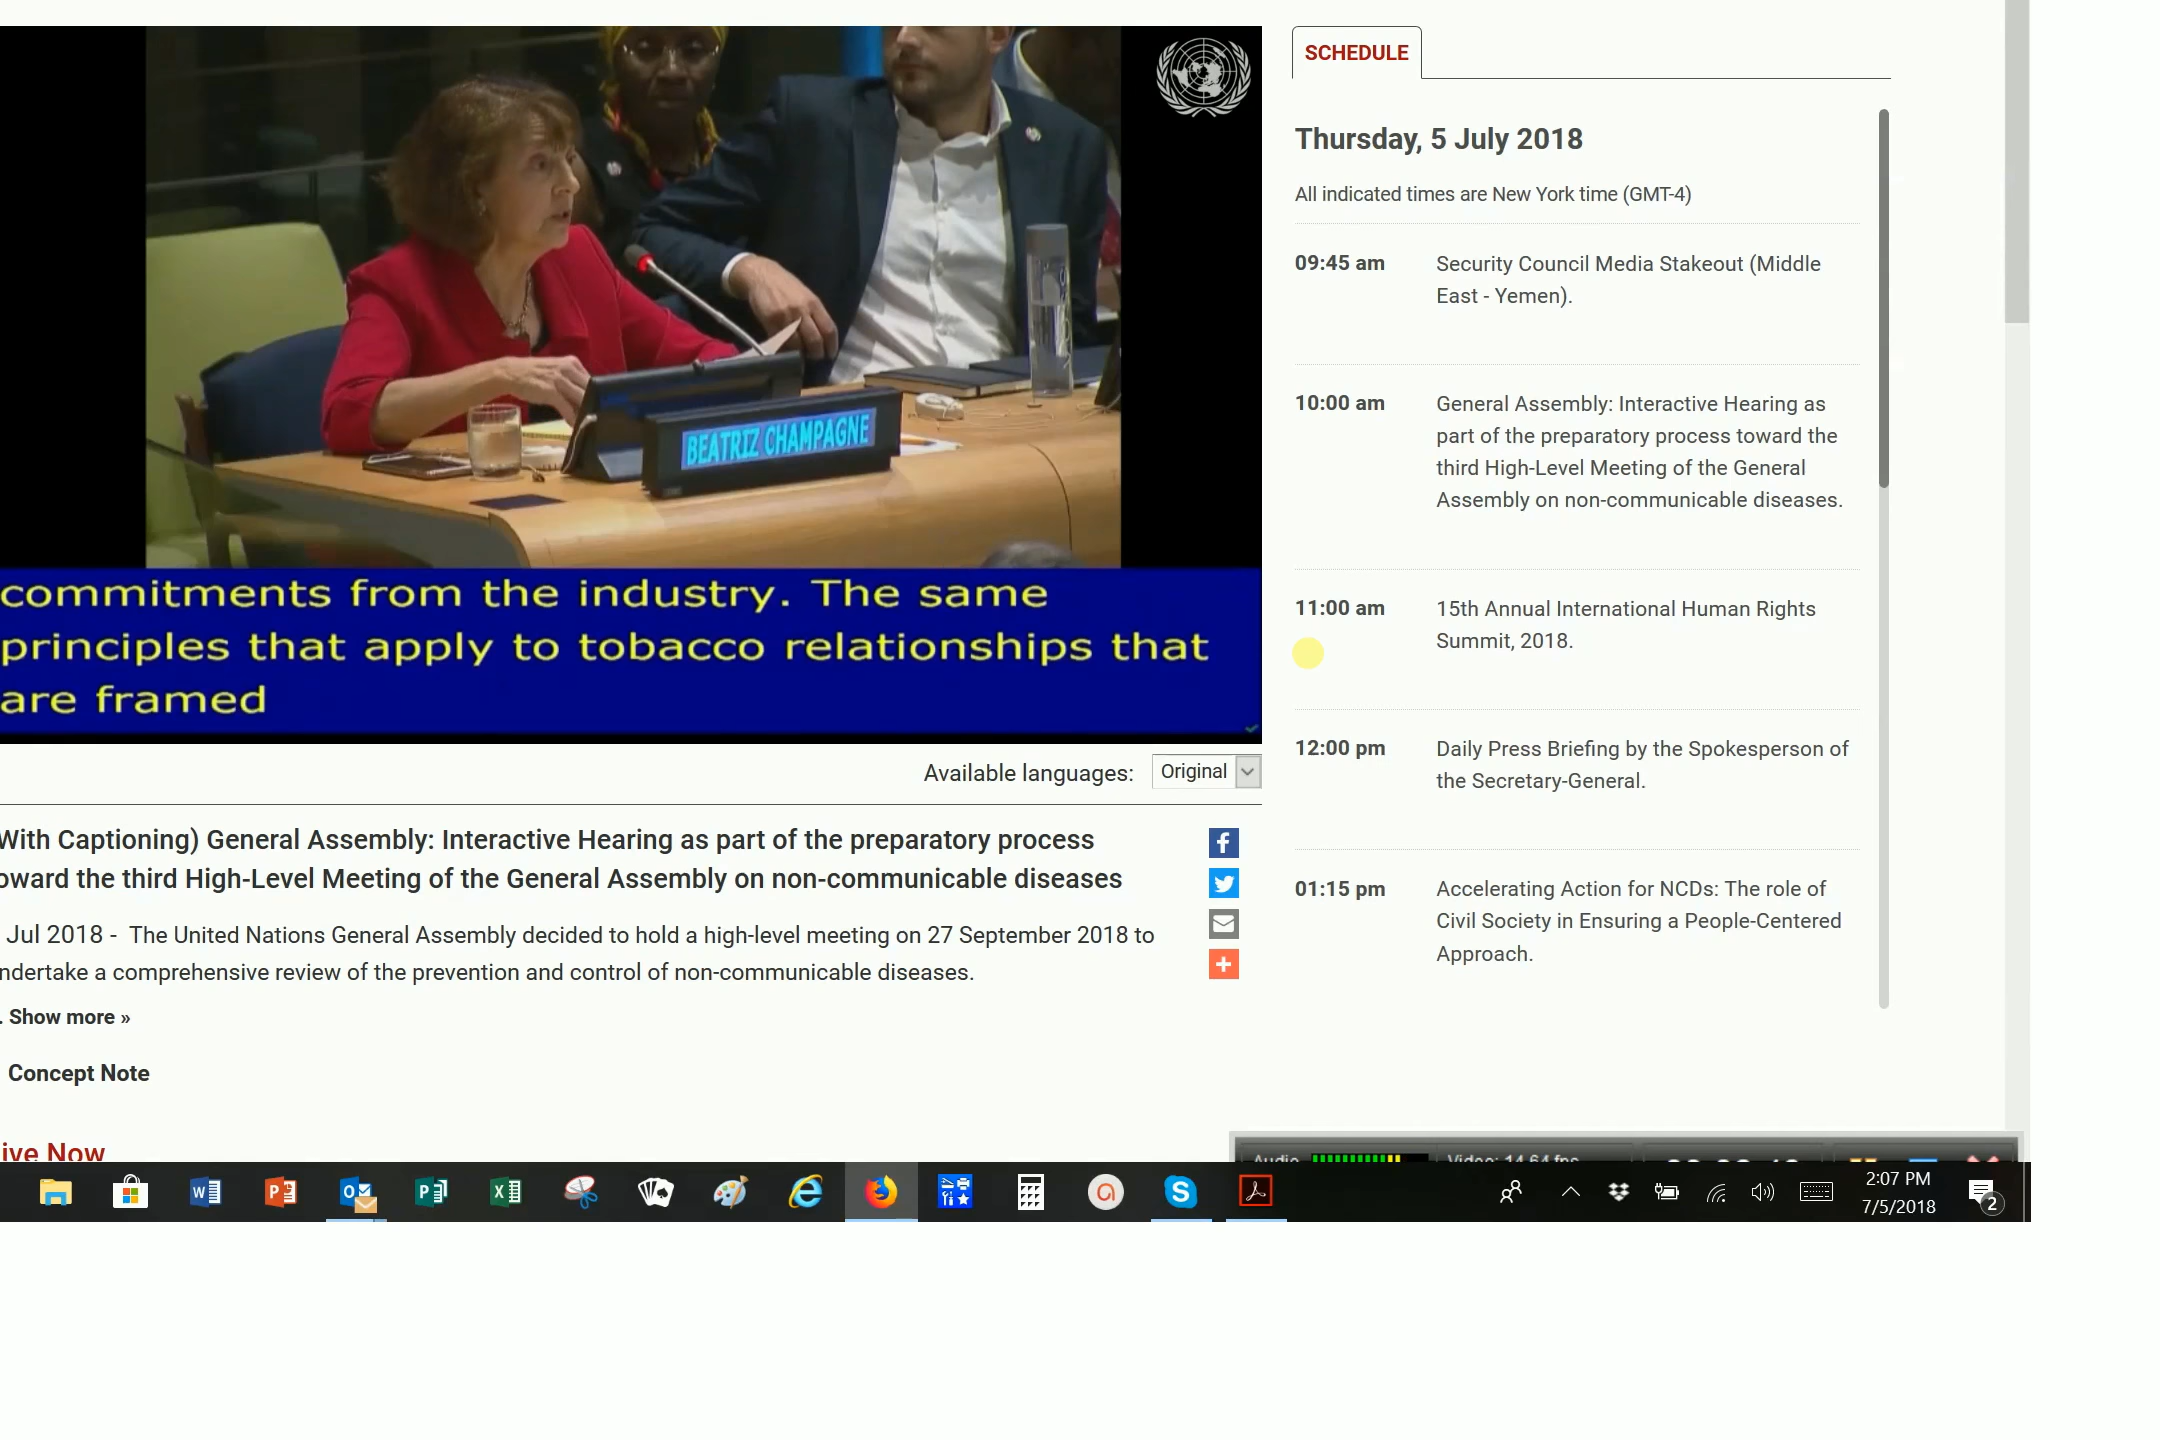 SCHEDULE
Thursday, 5 July 2018
All indicated times are New York time (GMT-4)
09:45 am
Security Council Media Stakeout (Middle
East - Yemen).
10:00 am
General Assembly: Interactive Hearing as
part of the preparatory process toward the
third High-Level Meeting of the General
Assembly on non-communicable diseases.
11:00 am
15th Annual International Human Rights
Summit, 2018.
12:00 pm
Daily Press Briefing by the Spokesperson of
the Secretary-General.
01:15 pm
Accelerating Action for NCDs: The role of
Civil Society in Ensuring a People-Centered
Approach.
BEATRIZ CHAMPAGNE
commitments from the industry. The same
principles that apply to tobacco relationships that
are framed
Available languages: Original
With Captioning) General Assembly: Interactive Hearing as part of the preparatory process
oward the third High-Level Meeting of the General Assembly on non-communicable diseases
Jul 2018 - The United Nations General Assembly decided to hold a high-level meeting on 27 September 2018 to
ndertake a comprehensive review of the prevention and control of non-communicable diseases.
. Show more »
Concept Note
ive Now
Audio
Video: 14.64 fps
2:07 PM
7/5/2018
2